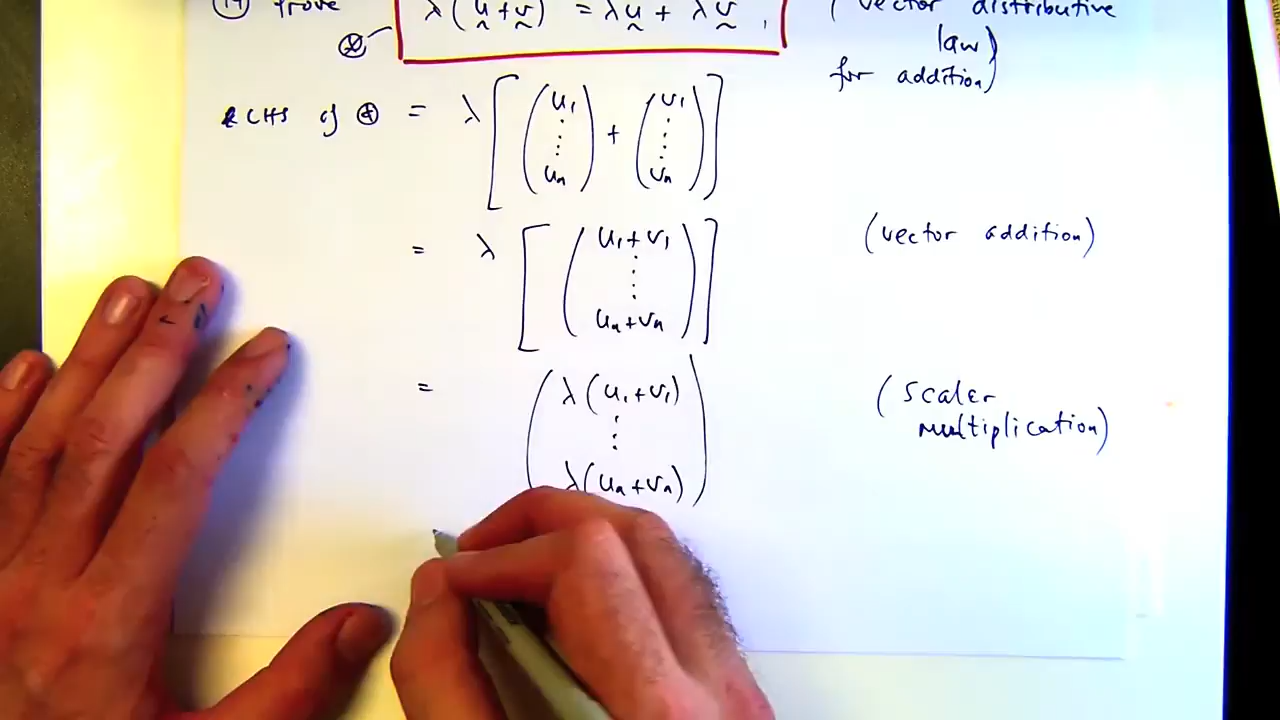 (14) prove λ(u+v) = λu + λv, (vector distributive
law)
for addition)
LHS of ⊛ = λ[(u₁ ⋮ uₙ) + (v₁ ⋮ vₙ)]
= λ[(u₁+v₁ ⋮ uₙ+vₙ)] (vector addition)
= (λ(u₁+v₁) ⋮ λ(uₙ+vₙ)) (scaler
multiplication)